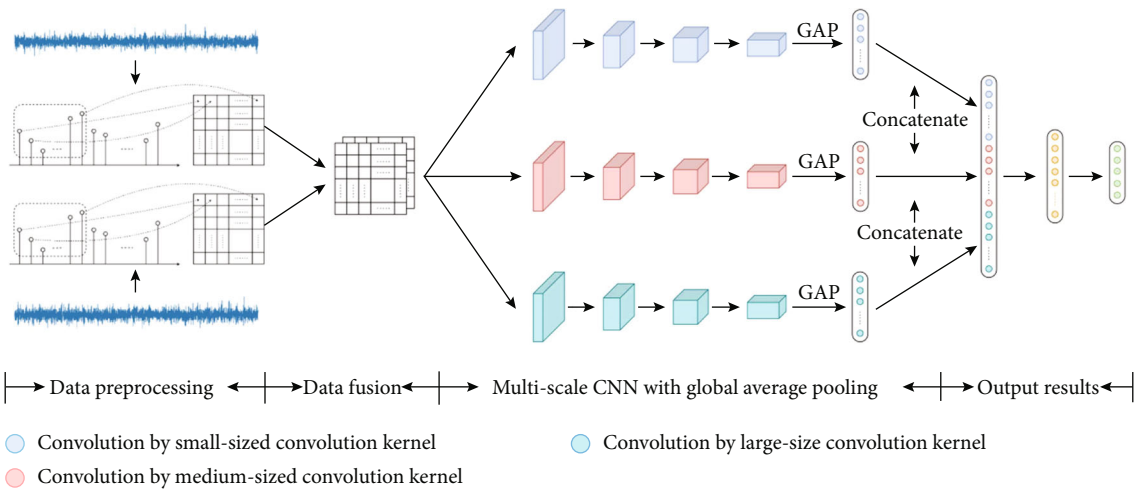 GAP
Concatenate
GAP
Concatenate
GAP
Data preprocessing
Data fusion
Multi-scale CNN with global average pooling
Output results
Convolution by small-sized convolution kernel
Convolution by large-size convolution kernel
Convolution by medium-sized convolution kernel